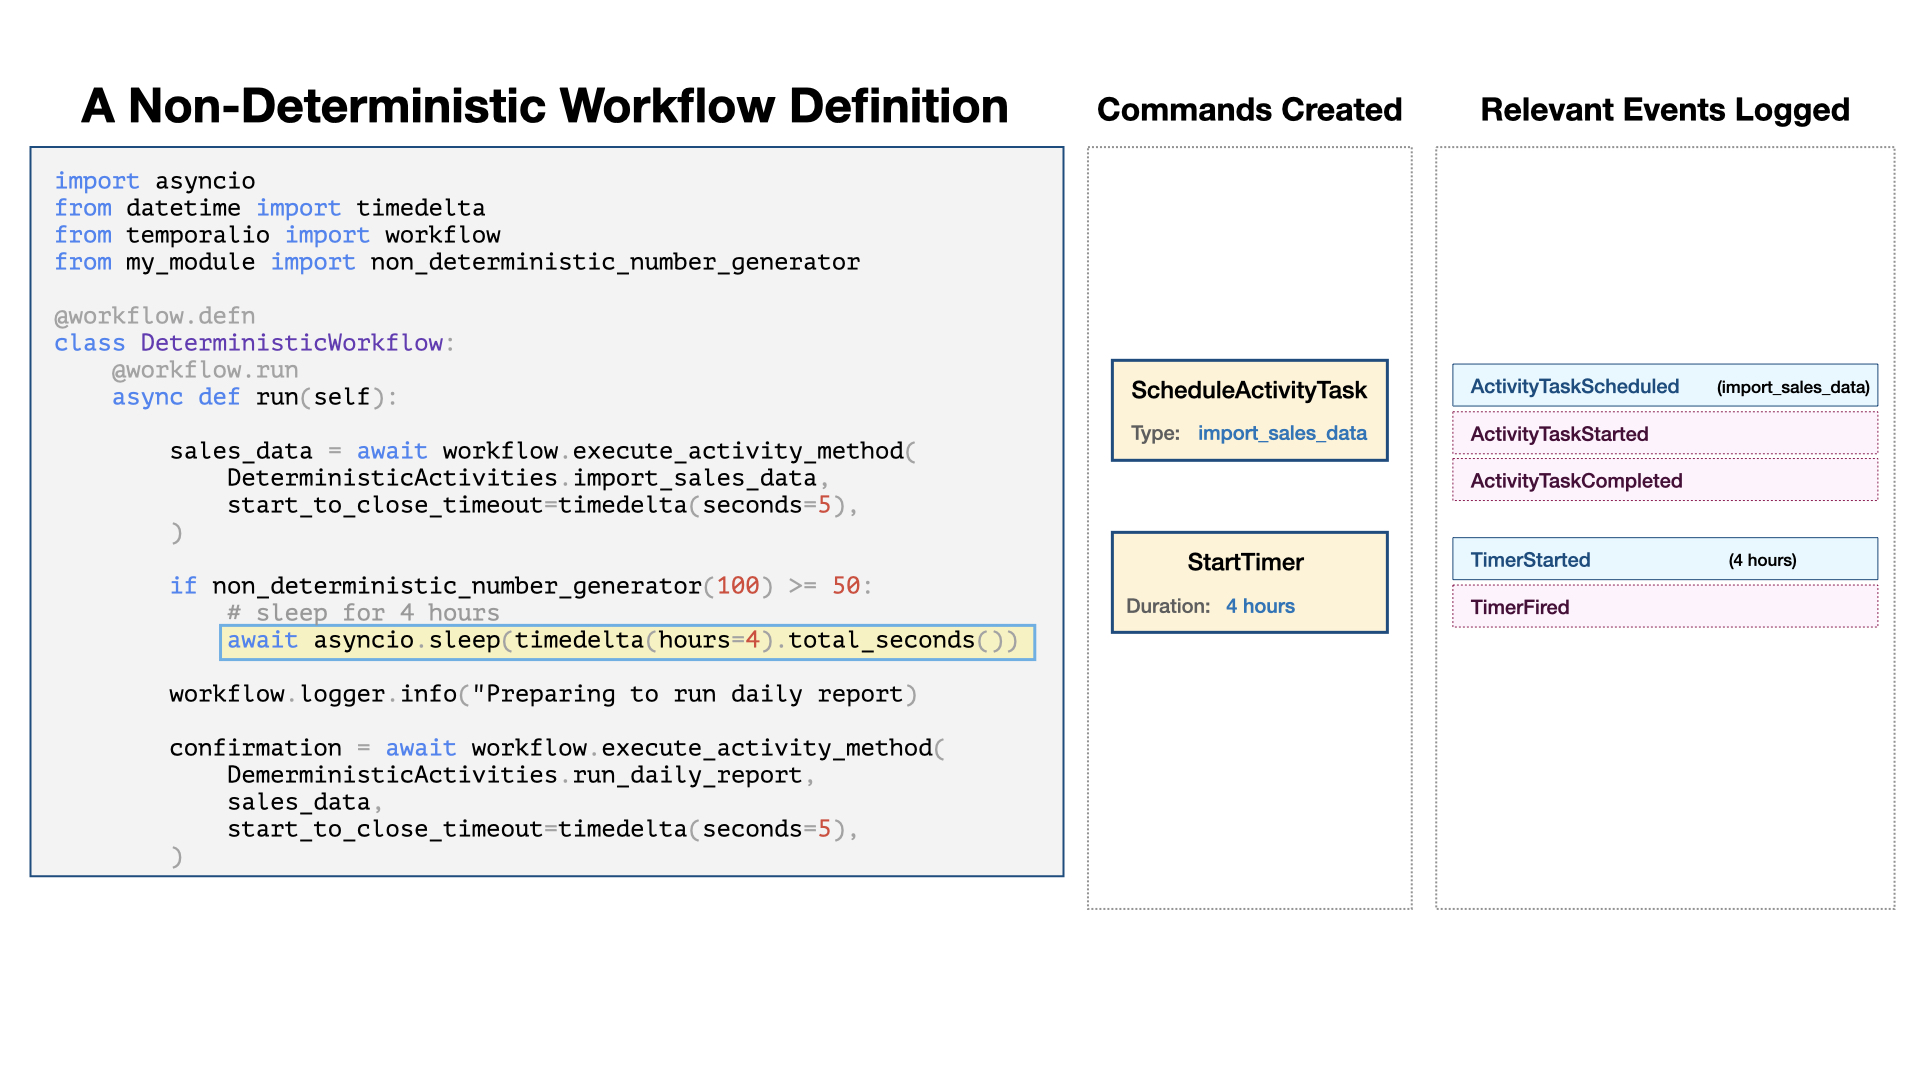 A Non-Deterministic Workflow Definition
import asyncio
from datetime import timedelta
from temporalio import workflow
from my_module import non_deterministic_number_generator
@workflow.defn
class DeterministicWorkflow:
@workflow.run
async def run(self):
sales_data = await workflow.execute_activity_method(
DeterministicActivities.import_sales_data,
start_to_close_timeout=timedelta(seconds=5),
)
if non_deterministic_number_generator(100) >= 50:
# sleep for 4 hours
await asyncio.sleep(timedelta(hours=4).total_seconds())
workflow.logger.info("Preparing to run daily report)
confirmation = await workflow.execute_activity_method(
DemerministicActivities.run_daily_report,
sales_data,
start_to_close_timeout=timedelta(seconds=5),
)
Commands Created
ScheduleActivityTask
Type: import_sales_data
StartTimer
Duration: 4 hours
Relevant Events Logged
ActivityTaskScheduled (import_sales_data)
ActivityTaskStarted
ActivityTaskCompleted
TimerStarted (4 hours)
TimerFired